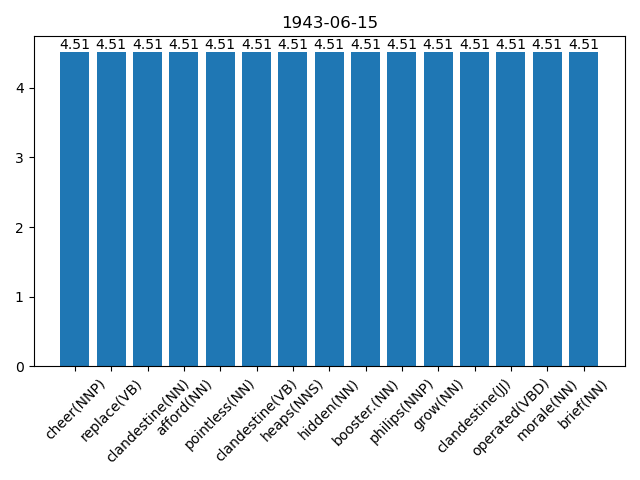 1943-06-15
4.51 4.51 4.51 4.51 4.51 4.51 4.51 4.51 4.51 4.51 4.51 4.51 4.51 4.51 4.51
4
3
2
1
0
cheer(NNP)
replace(VB)
clandestine(NN)
afford(NN)
pointless(NN)
clandestine(VB)
heaps(NNS)
hidden(NN)
booster.(NN)
philips(NNP)
grow(NN)
clandestine(JJ)
operated(VBD)
morale(NN)
brief(NN)